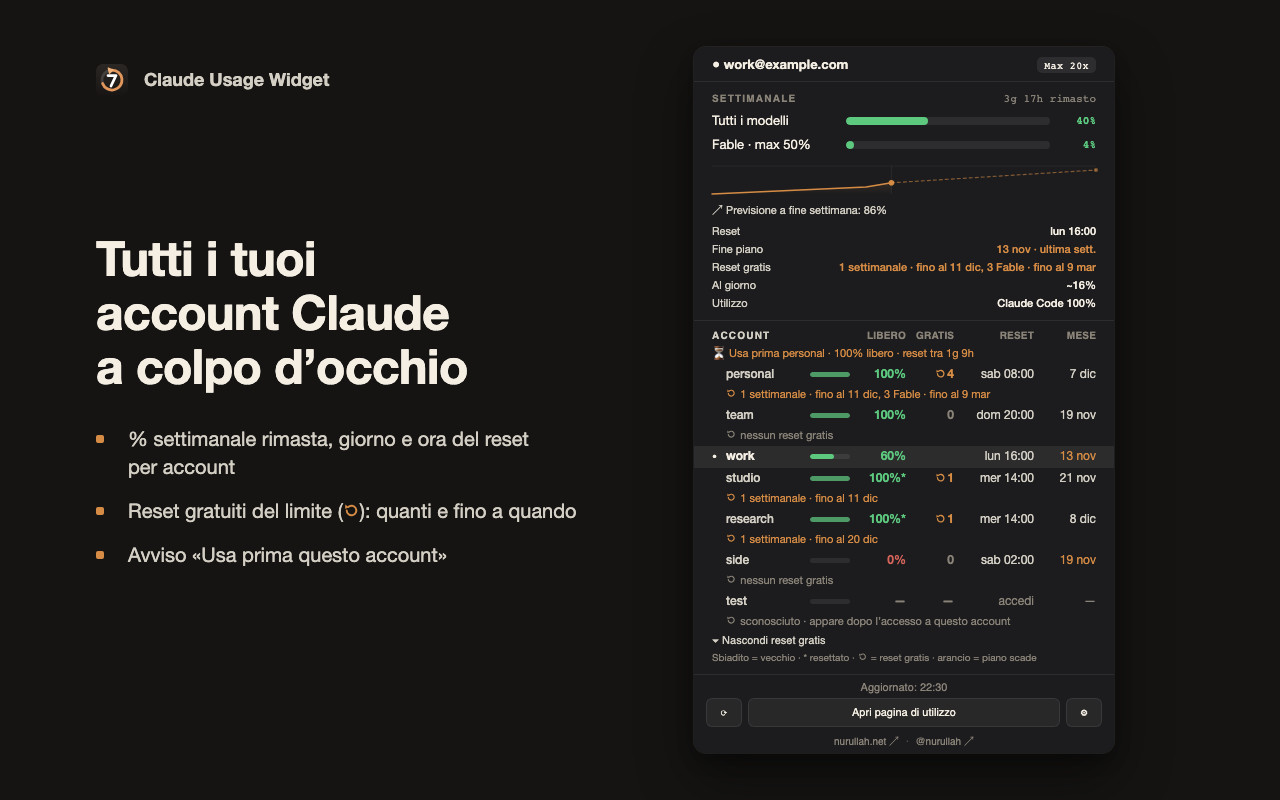 7 Claude Usage Widget
Tutti i tuoi
account Claude
a colpo d’occhio
% settimanale rimasta, giorno e ora del reset
per account
Reset gratuiti del limite (↺): quanti e fino a quando
Avviso «Usa prima questo account»
● work@example.com Max 20x
SETTIMANALE 3g 17h rimasto
Tutti i modelli 40%
Fable · max 50% 4%
↗ Previsione a fine settimana: 86%
Reset lun 16:00
Fine piano 13 nov · ultima sett.
Reset gratis 1 settimanale · fino al 11 dic, 3 Fable · fino al 9 mar
Al giorno ~16%
Utilizzo Claude Code 100%
ACCOUNT LIBERO GRATIS RESET MESE
⏳ Usa prima personal · 100% libero · reset tra 1g 9h
personal 100% ↺4 sab 08:00 7 dic
↺ 1 settimanale · fino al 11 dic, 3 Fable · fino al 9 mar
team 100% 0 dom 20:00 19 nov
↺ nessun reset gratis
• work 60% lun 16:00 13 nov
studio 100%* ↺1 mer 14:00 21 nov
↺ 1 settimanale · fino al 11 dic
research 100%* ↺1 mer 14:00 8 dic
↺ 1 settimanale · fino al 20 dic
side 0% 0 sab 02:00 19 nov
↺ nessun reset gratis
test — — accedi —
↺ sconosciuto · appare dopo l’accesso a questo account
▾ Nascondi reset gratis
Sbiadito = vecchio · * resettato · ↺ = reset gratis · arancio = piano scade
Aggiornato: 22:30
⟳ Apri pagina di utilizzo ⚙
nurullah.net ↗ · @nurullah ↗